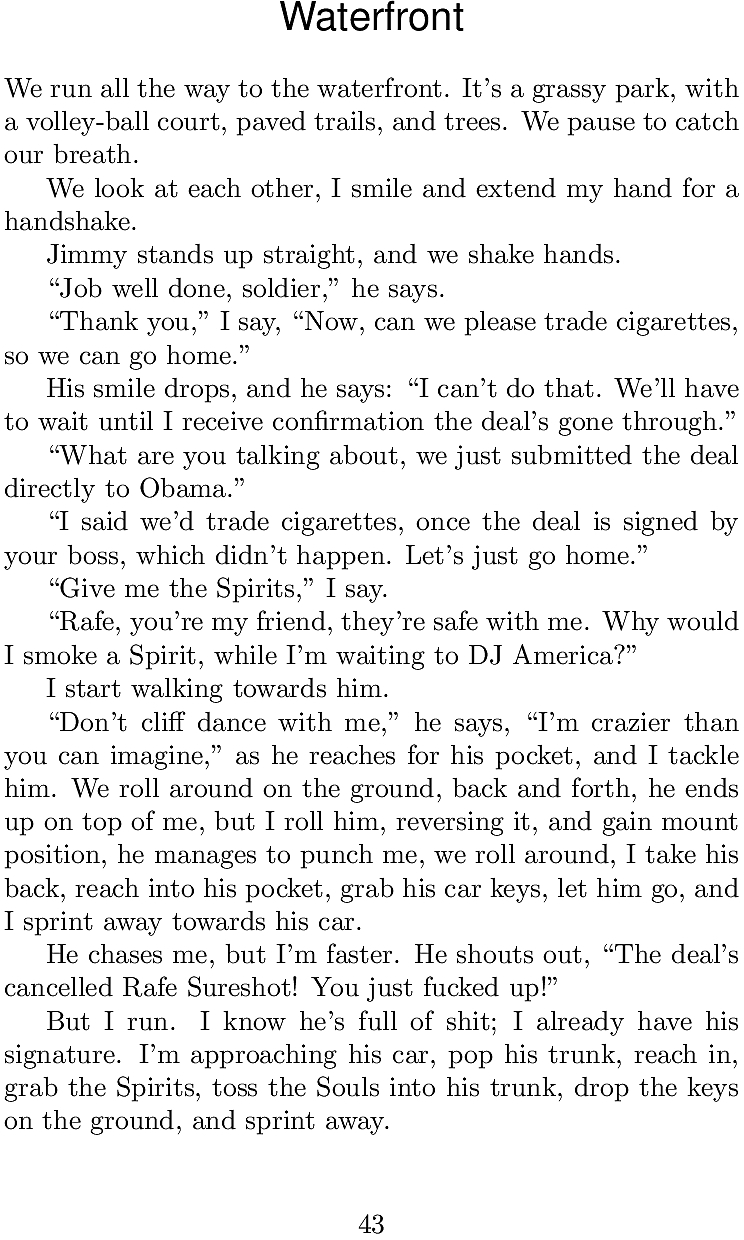 Waterfront
We run all the way to the waterfront. It’s a grassy park, with
a volley-ball court, paved trails, and trees. We pause to catch
our breath.
We look at each other, I smile and extend my hand for a
handshake.
Jimmy stands up straight, and we shake hands.
“Job well done, soldier,” he says.
“Thank you,” I say, “Now, can we please trade cigarettes,
so we can go home.”
His smile drops, and he says: “I can’t do that. We’ll have
to wait until I receive confirmation the deal’s gone through.”
“What are you talking about, we just submitted the deal
directly to Obama.”
“I said we’d trade cigarettes, once the deal is signed by
your boss, which didn’t happen. Let’s just go home.”
“Give me the Spirits,” I say.
“Rafe, you’re my friend, they’re safe with me. Why would
I smoke a Spirit, while I’m waiting to DJ America?”
I start walking towards him.
“Don’t cliff dance with me,” he says, “I’m crazier than
you can imagine,” as he reaches for his pocket, and I tackle
him. We roll around on the ground, back and forth, he ends
up on top of me, but I roll him, reversing it, and gain mount
position, he manages to punch me, we roll around, I take his
back, reach into his pocket, grab his car keys, let him go, and
I sprint away towards his car.
He chases me, but I’m faster. He shouts out, “The deal’s
cancelled Rafe Sureshot! You just fucked up!”
But I run. I know he’s full of shit; I already have his
signature. I’m approaching his car, pop his trunk, reach in,
grab the Spirits, toss the Souls into his trunk, drop the keys
on the ground, and sprint away.
43